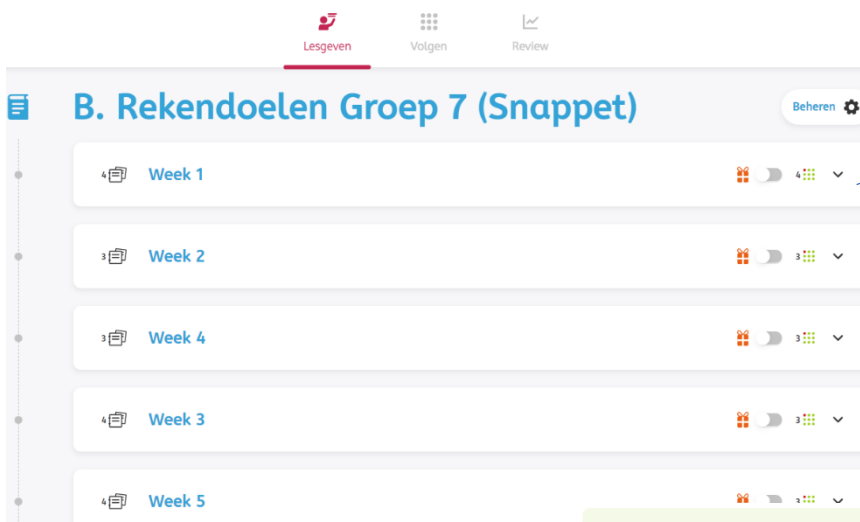 Lesgeven Volgen Review
B. Rekendoelen Groep 7 (Snappet) Beheren
4 Week 1 4
3 Week 2 3
3 Week 4 3
4 Week 3 3
4 Week 5 3